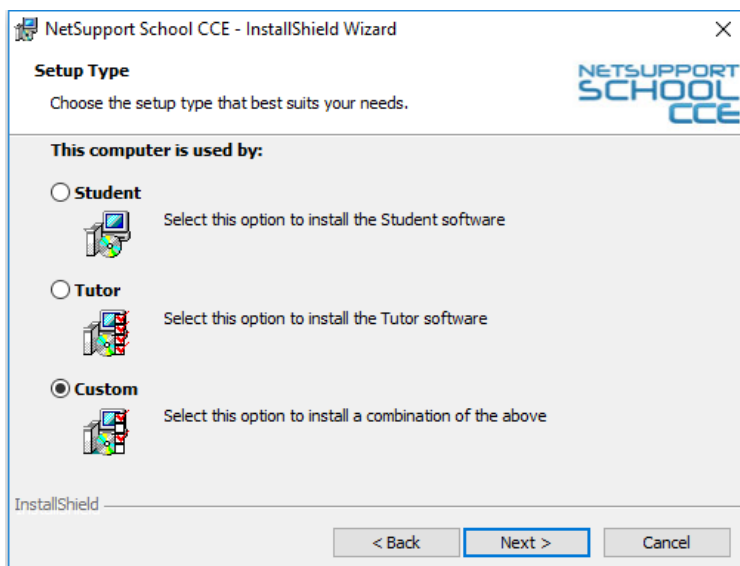 NetSupport School CCE - InstallShield Wizard
Setup Type
Choose the setup type that best suits your needs.
NETSUPPORT
SCHOOL
CCE
This computer is used by:
Student
Select this option to install the Student software
Tutor
Select this option to install the Tutor software
Custom
Select this option to install a combination of the above
InstallShield
< Back
Next >
Cancel